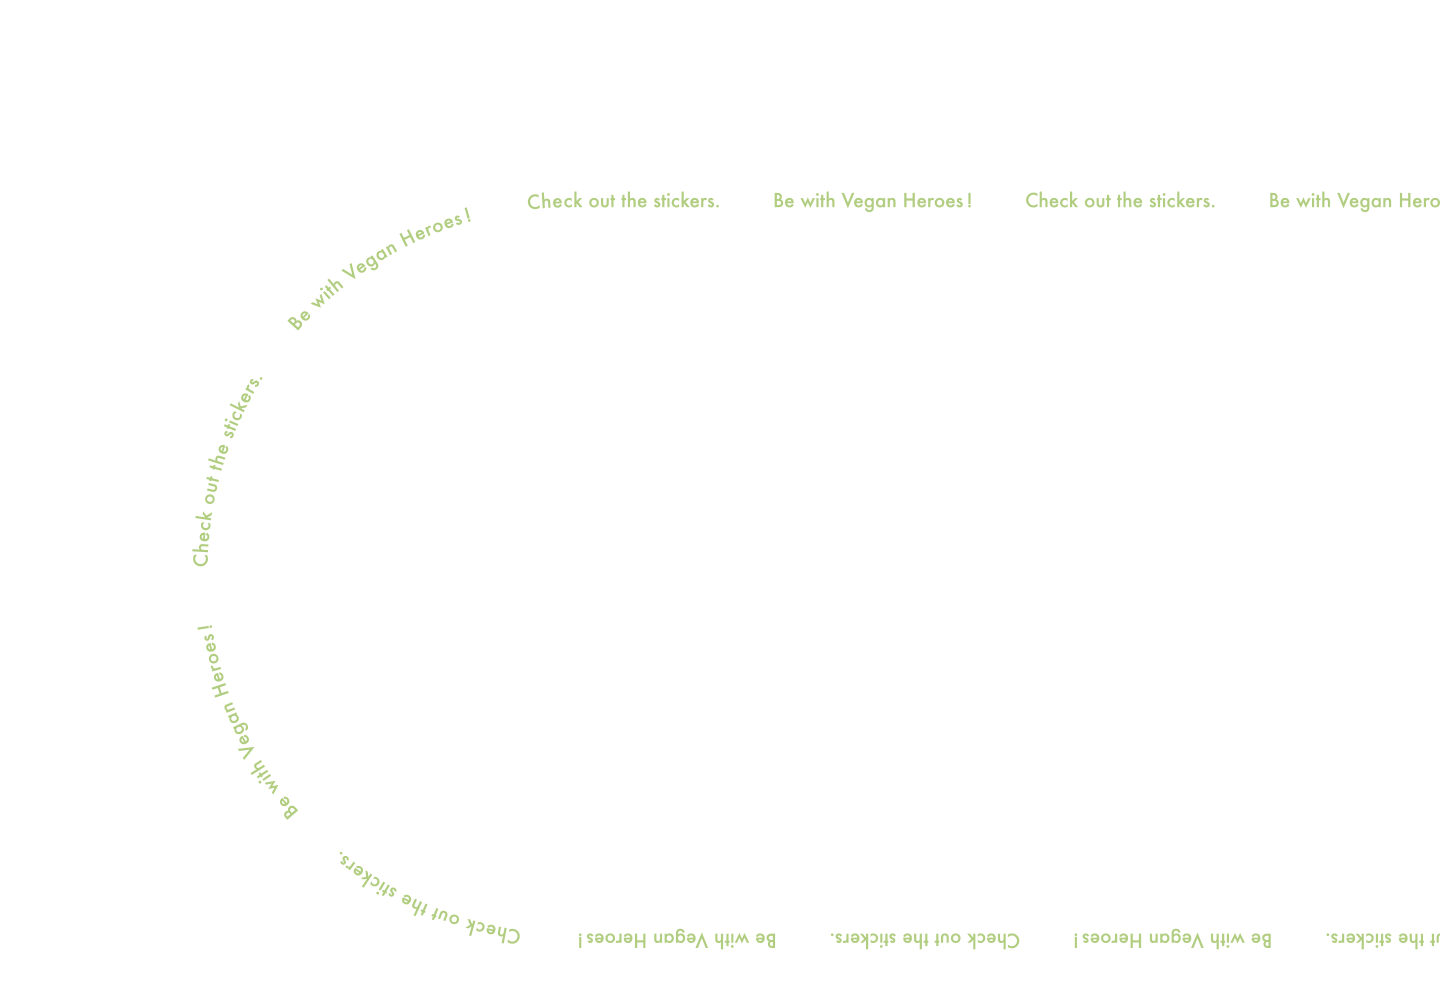 Check out the stickers. Be with Vegan Heroes! Check out the stickers. Be with Vegan Hero
Be with Vegan Heroes!
Check out the stickers.
Be with Vegan Heroes!
Check out the stickers.
Be with Vegan Heroes! Check out the stickers. Be with Vegan Heroes! the stickers.